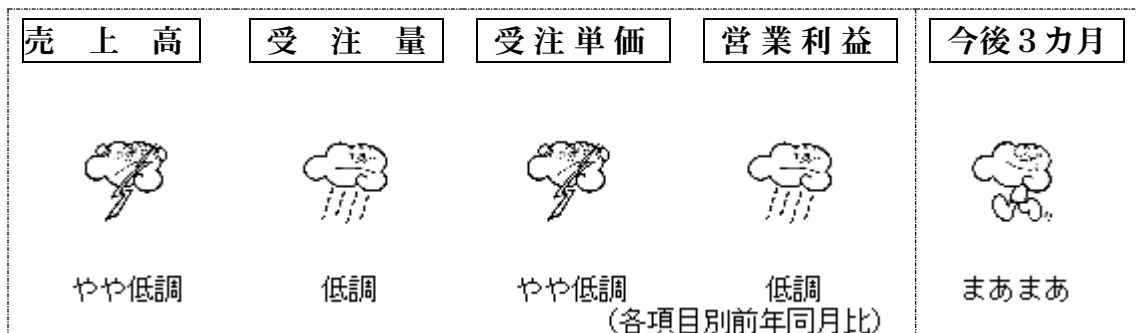 売上高 受注量 受注単価 営業利益 今後３カ月
やや低調 低調 やや低調 低調 まあまあ
（各項目別前年同月比）